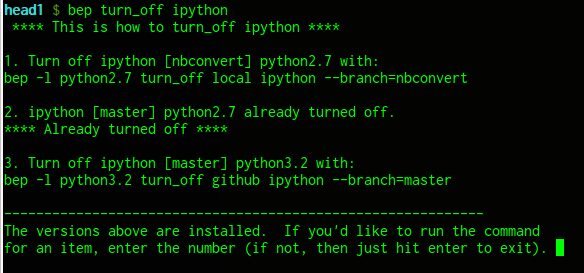 head1 $ bep turn_off ipython
**** This is how to turn_off ipython ****
1. Turn off ipython [nbconvert] python2.7 with:
bep -l python2.7 turn_off local ipython --branch=nbconvert
2. ipython [master] python2.7 already turned off.
**** Already turned off ****
3. Turn off ipython [master] python3.2 with:
bep -l python3.2 turn_off github ipython --branch=master
------------------------------------------------------------
The versions above are installed.  If you'd like to run the command
for an item, enter the number (if not, then just hit enter to exit).